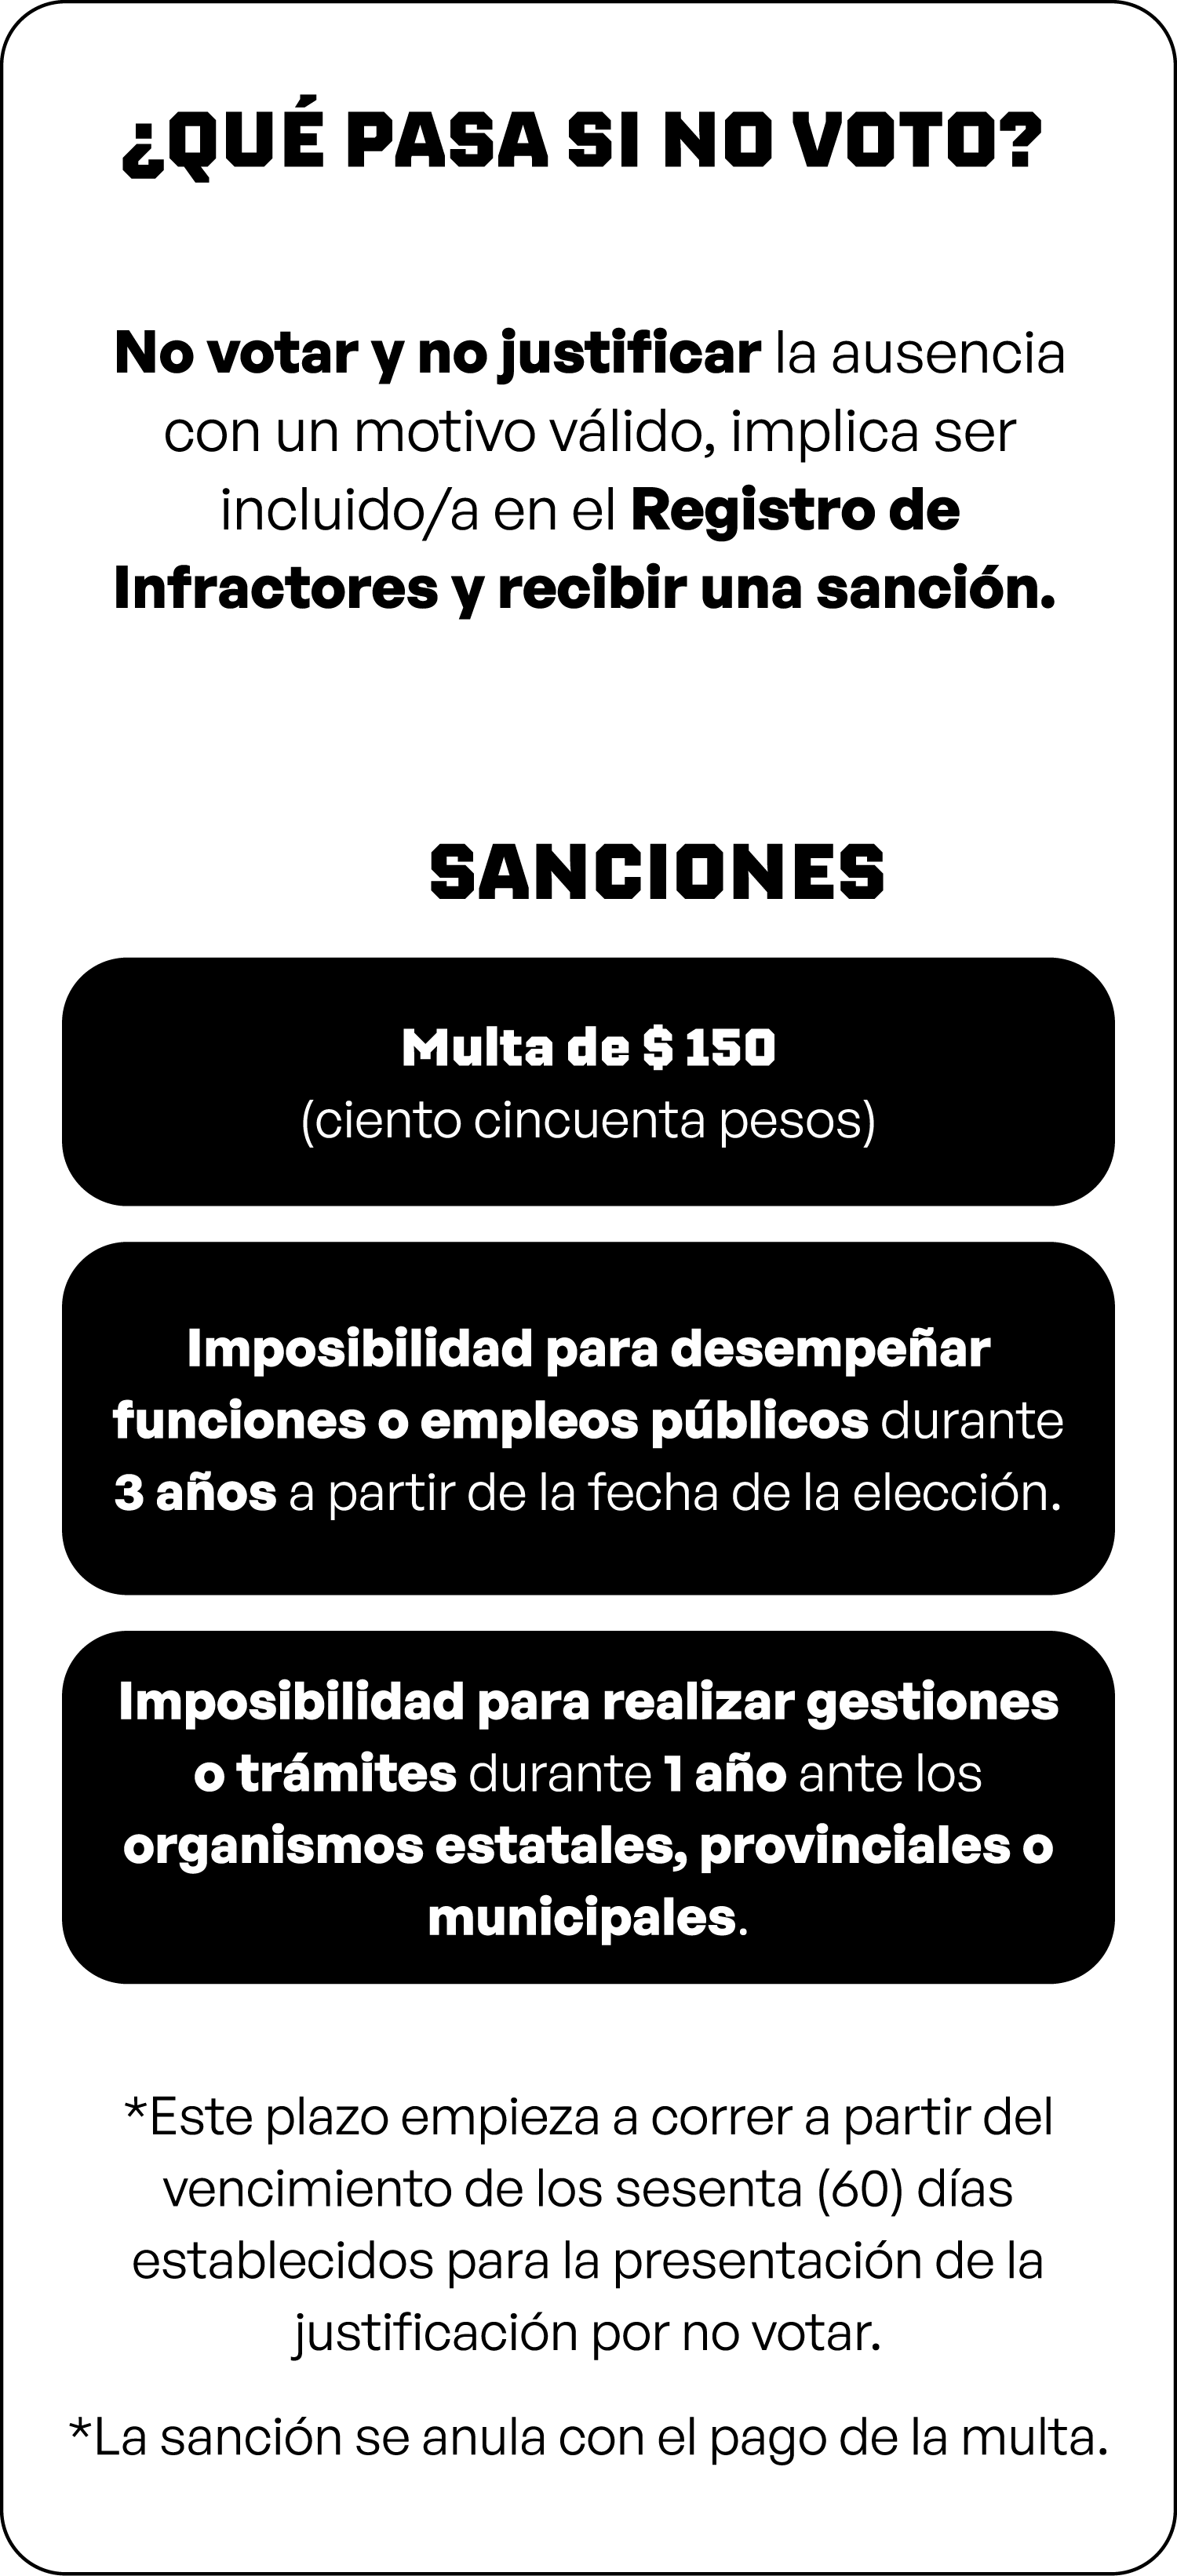 ¿QUÉ PASA SI NO VOTO?
No votar y no justificar la ausencia
con un motivo válido, implica ser
incluido/a en el Registro de
Infractores y recibir una sanción.
SANCIONES
Multa de $ 150
(ciento cincuenta pesos)
Imposibilidad para desempeñar
funciones o empleos públicos durante
3 años a partir de la fecha de la elección.
Imposibilidad para realizar gestiones
o trámites durante 1 año ante los
organismos estatales, provinciales o
municipales.
*Este plazo empieza a correr a partir del
vencimiento de los sesenta (60) días
establecidos para la presentación de la
justificación por no votar.
*La sanción se anula con el pago de la multa.